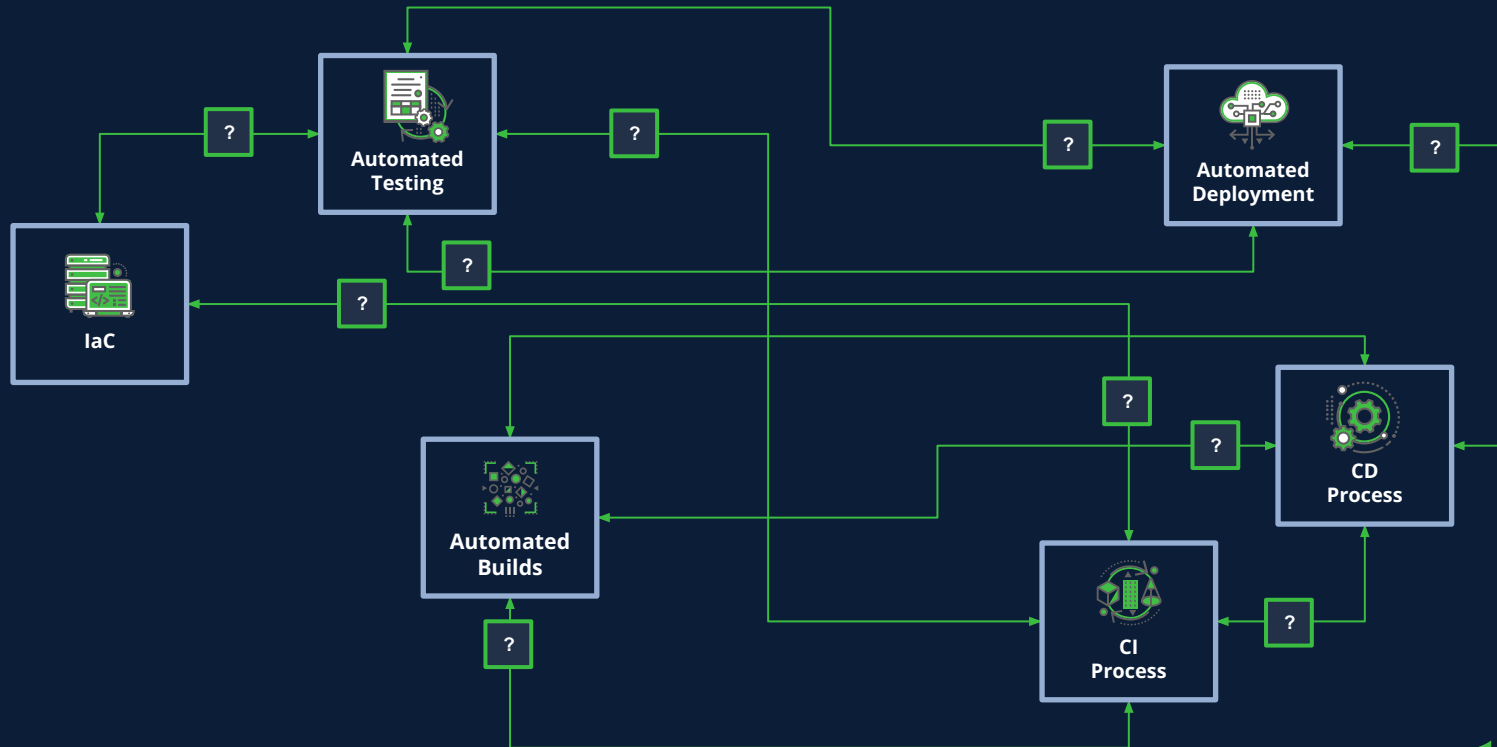 ?
?
?
?
Automated
Testing
Automated
Deployment
?
?
IaC
?
?
CD
Process
Automated
Builds
?
?
CI
Process